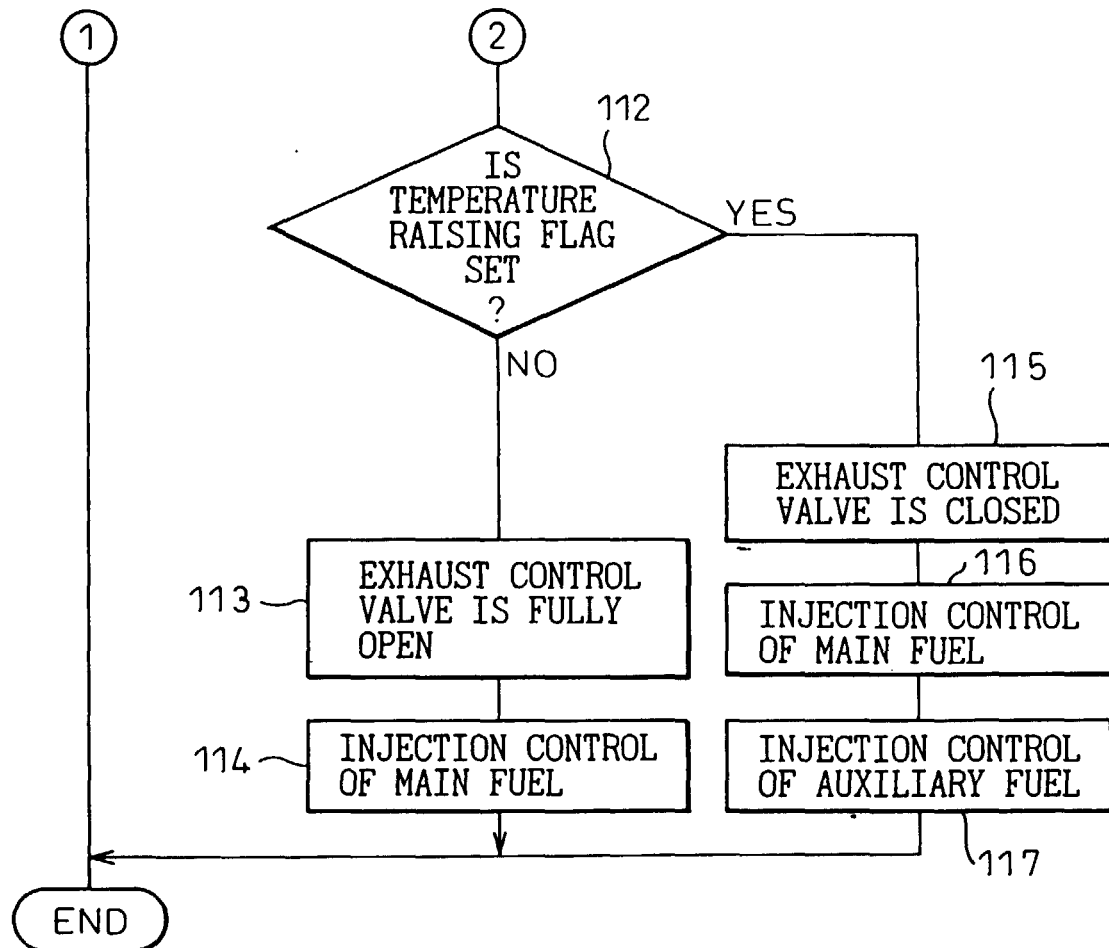 1
2
112
IS
TEMPERATURE
RAISING FLAG
SET
?
YES
NO
115
EXHAUST CONTROL
VALVE IS CLOSED
116
113
EXHAUST CONTROL
VALVE IS FULLY
OPEN
INJECTION CONTROL
OF MAIN FUEL
114
INJECTION CONTROL
OF MAIN FUEL
INJECTION CONTROL
OF AUXILIARY FUEL
117
END